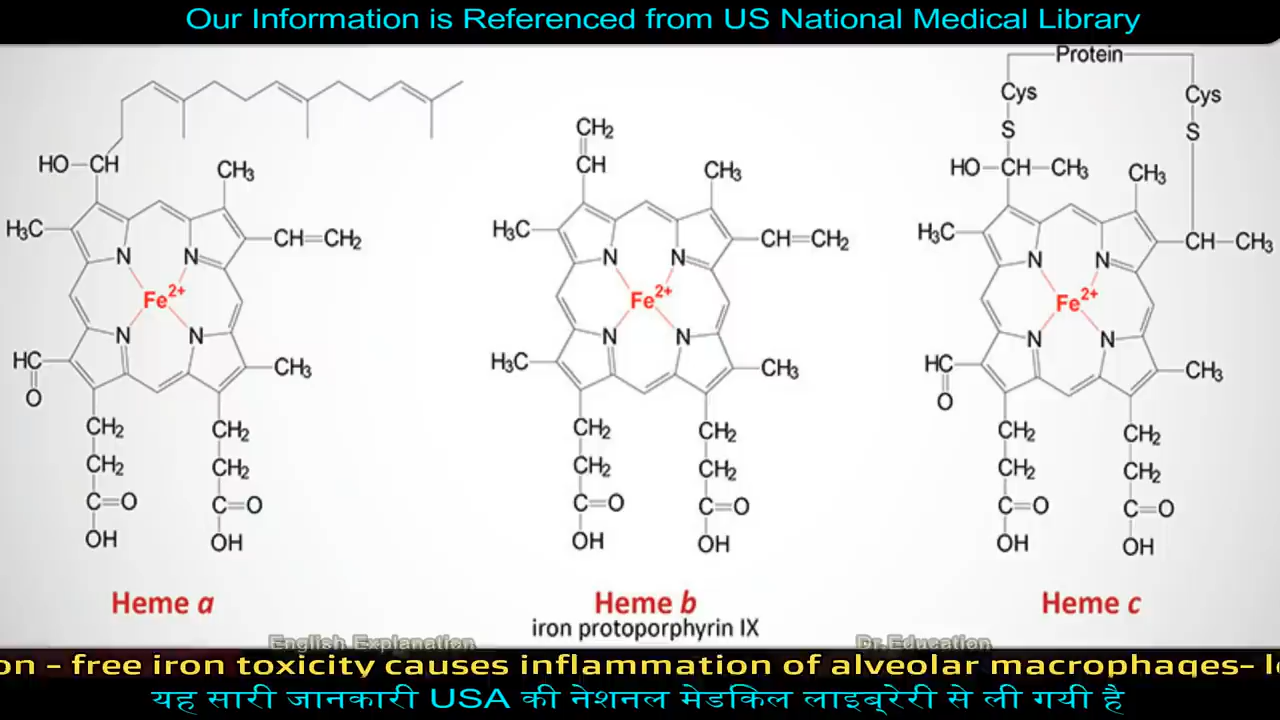 Our Information is Referenced from US National Medical Library
Protein
Cys Cys
S S
HO CH CH3
CH2
CH CH3
HO CH CH3 CH3
H3C CH=CH2
H3C CH=CH2
H3C CH CH3
N N N N N N
Fe2+ Fe2+ Fe2+
N N N N N N
HC CH3 H3C CH3 HC CH3
O O
CH2 CH2 CH2 CH2 CH2 CH2
CH2 CH2 CH2 CH2 CH2 CH2
C=O C=O C=O C=O C=O C=O
OH OH OH OH OH OH
Heme a Heme b Heme c
iron protoporphyrin IX
English Explanation Dr.Education
on - free iron toxicity causes inflammation of alveolar macrophages- l
यह सारी जानकारी USA की नेशनल मेडिकल लाइब्रेरी से ली गयी है